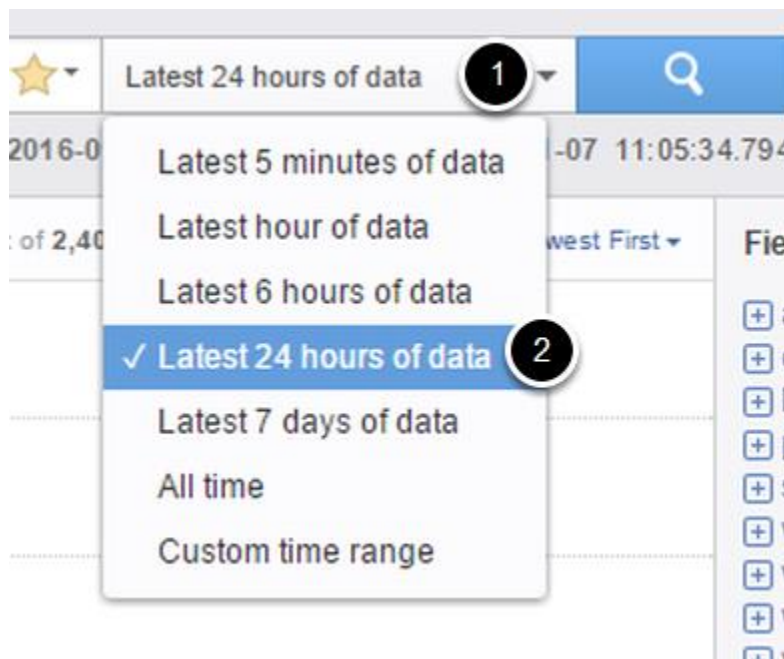 Latest 24 hours of data 1
2016-0
-07 11:05:34.794
of 2,40
west First
Fie
Latest 5 minutes of data
Latest hour of data
Latest 6 hours of data
✓ Latest 24 hours of data 2
Latest 7 days of data
All time
Custom time range